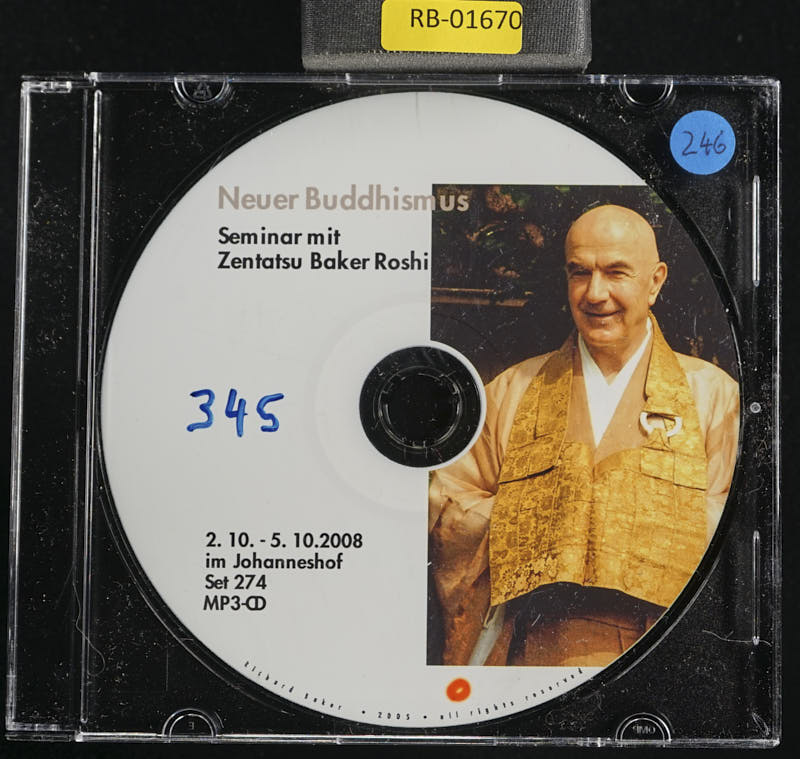 RB-01670
246
Neuer Buddhismus
Seminar mit
Zentatsu Baker Roshi
345
2. 10. - 5. 10.2008
im Johanneshof
Set 274
MP3-CD
Richard Baker • 2005 • all rights reserved